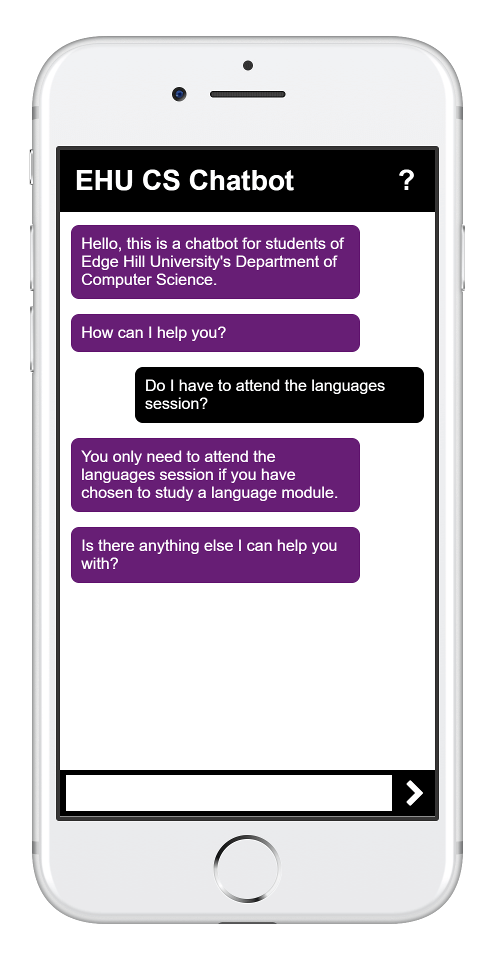 EHU CS Chatbot ?
Hello, this is a chatbot for students of
Edge Hill University's Department of
Computer Science.
How can I help you?
Do I have to attend the languages
session?
You only need to attend the
languages session if you have
chosen to study a language module.
Is there anything else I can help you
with?